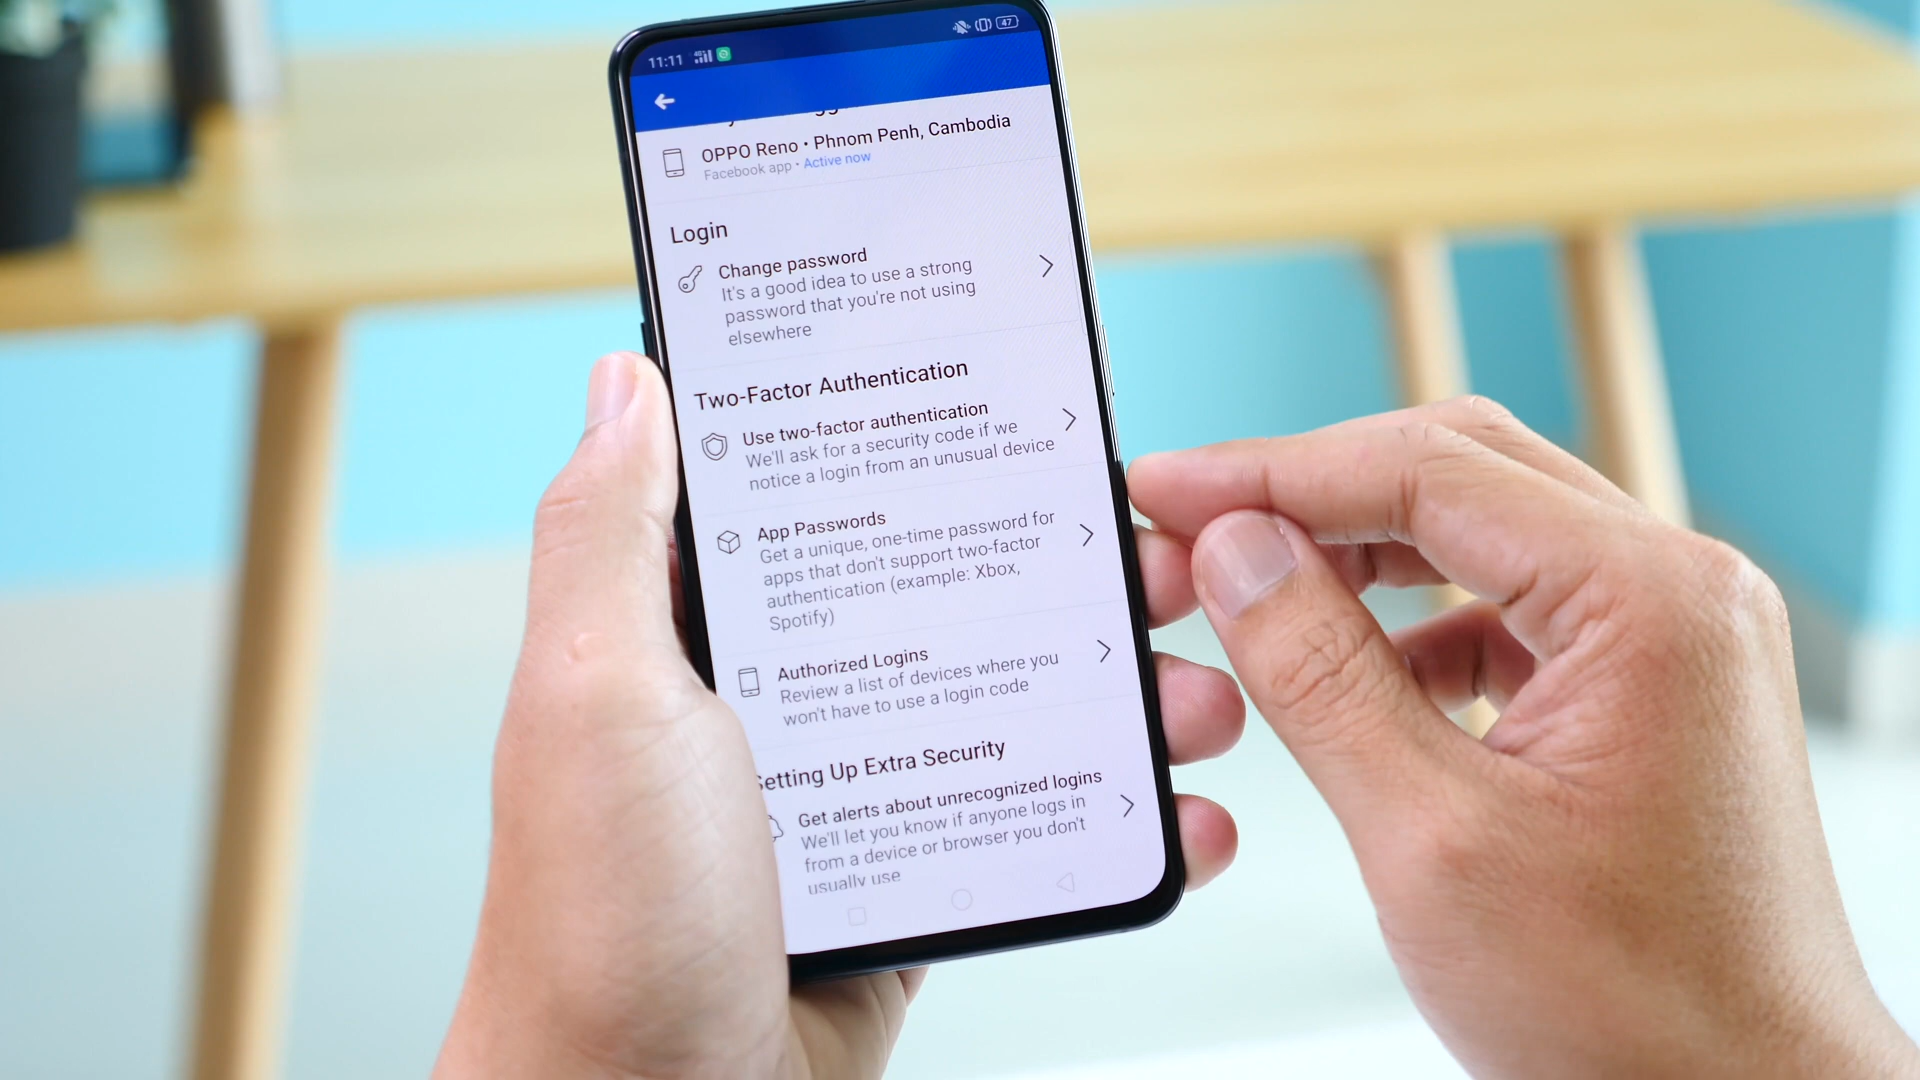 11:11
47
OPPO Reno • Phnom Penh, Cambodia
Facebook app • Active now
Login
Change password
It's a good idea to use a strong
password that you're not using
elsewhere
Two-Factor Authentication
Use two-factor authentication
We'll ask for a security code if we
notice a login from an unusual device
App Passwords
Get a unique, one-time password for
apps that don't support two-factor
authentication (example: Xbox,
Spotify)
Authorized Logins
Review a list of devices where you
won't have to use a login code
Setting Up Extra Security
Get alerts about unrecognized logins
We'll let you know if anyone logs in
from a device or browser you don't
usually use